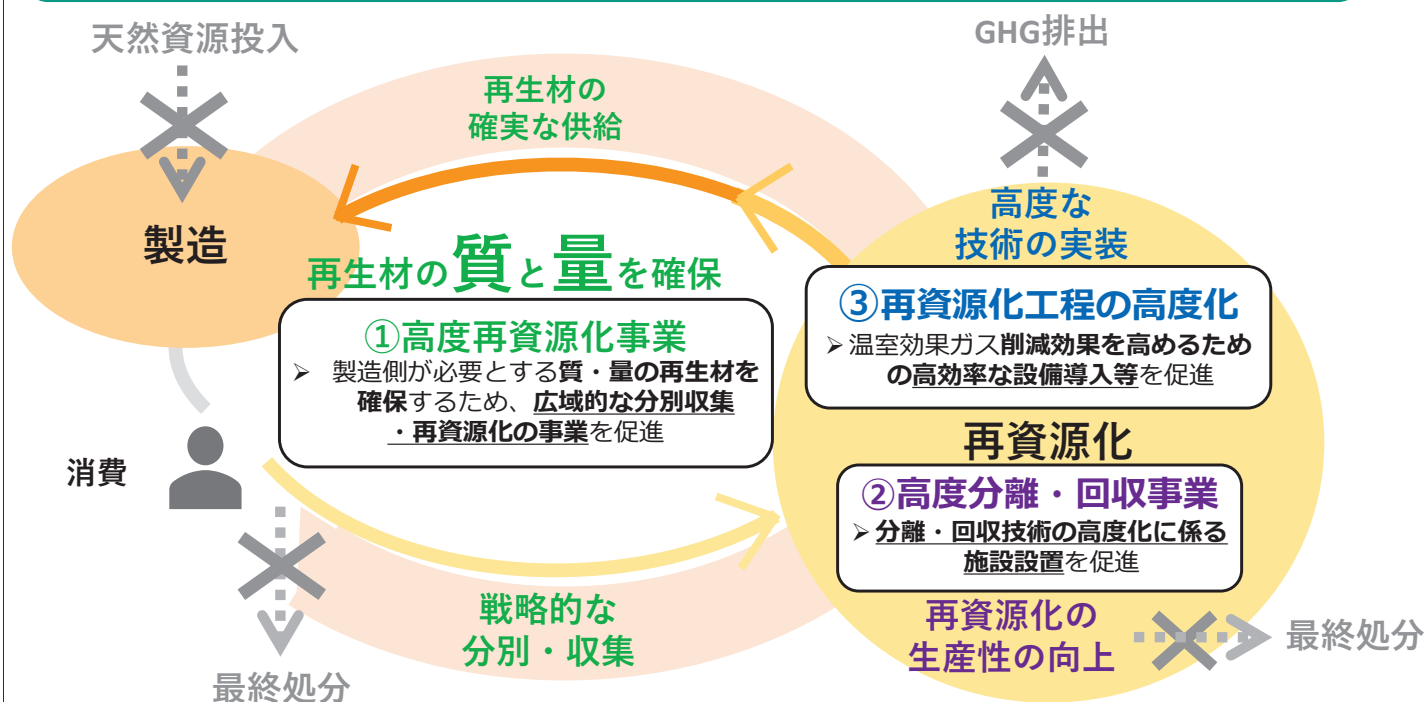 天然資源投入
GHG排出
再生材の
確実な供給
製造
高度な
技術の実装
再生材の質と量を確保
①高度再資源化事業
➢ 製造側が必要とする質・量の再生材を
確保するため、広域的な分別収集
・再資源化の事業を促進
③再資源化工程の高度化
➢温室効果ガス削減効果を高めるため
の高効率な設備導入等を促進
再資源化
②高度分離・回収事業
➢分離・回収技術の高度化に係る
施設設置を促進
消費
戦略的な
分別・収集
再資源化の
生産性の向上
最終処分
最終処分